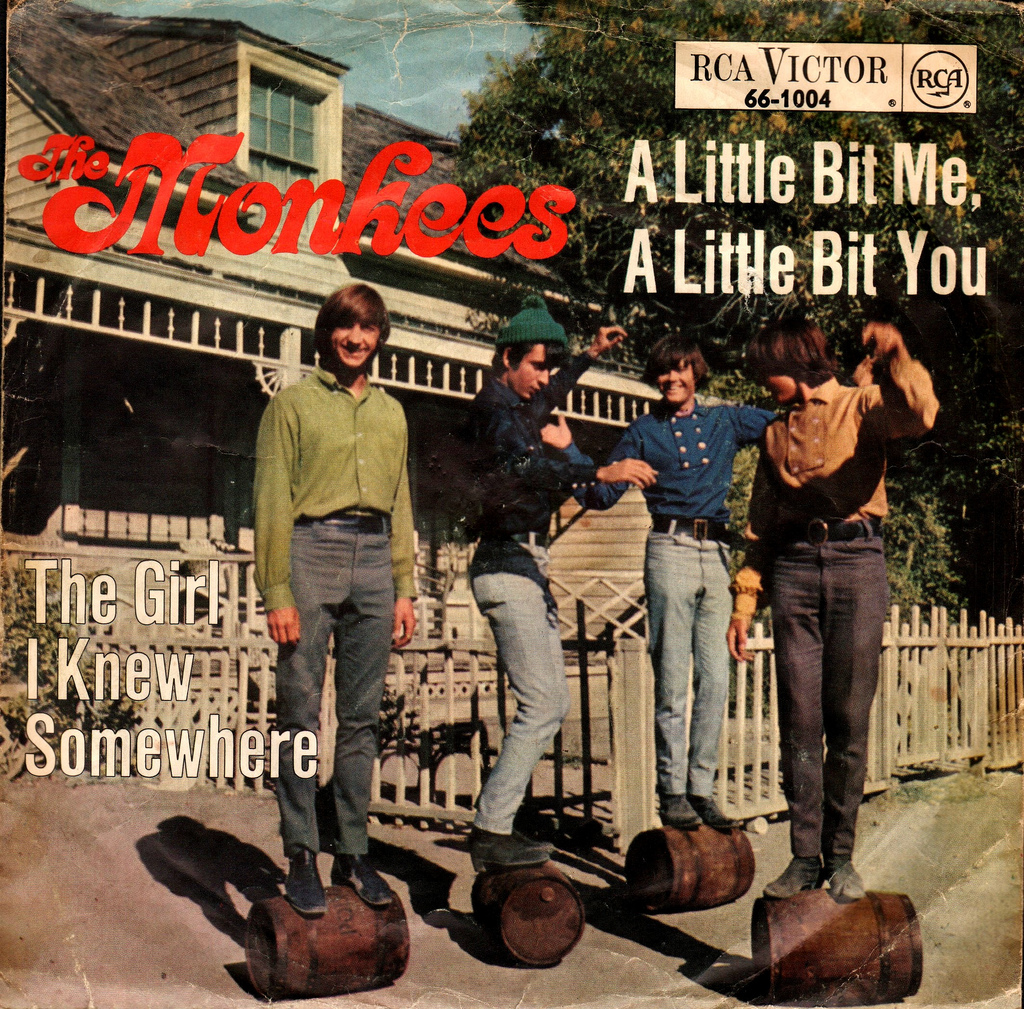 RCA VICTOR
66-1004
RCA
The Monkees
A Little Bit Me,
A Little Bit You
The Girl
I Knew
Somewhere